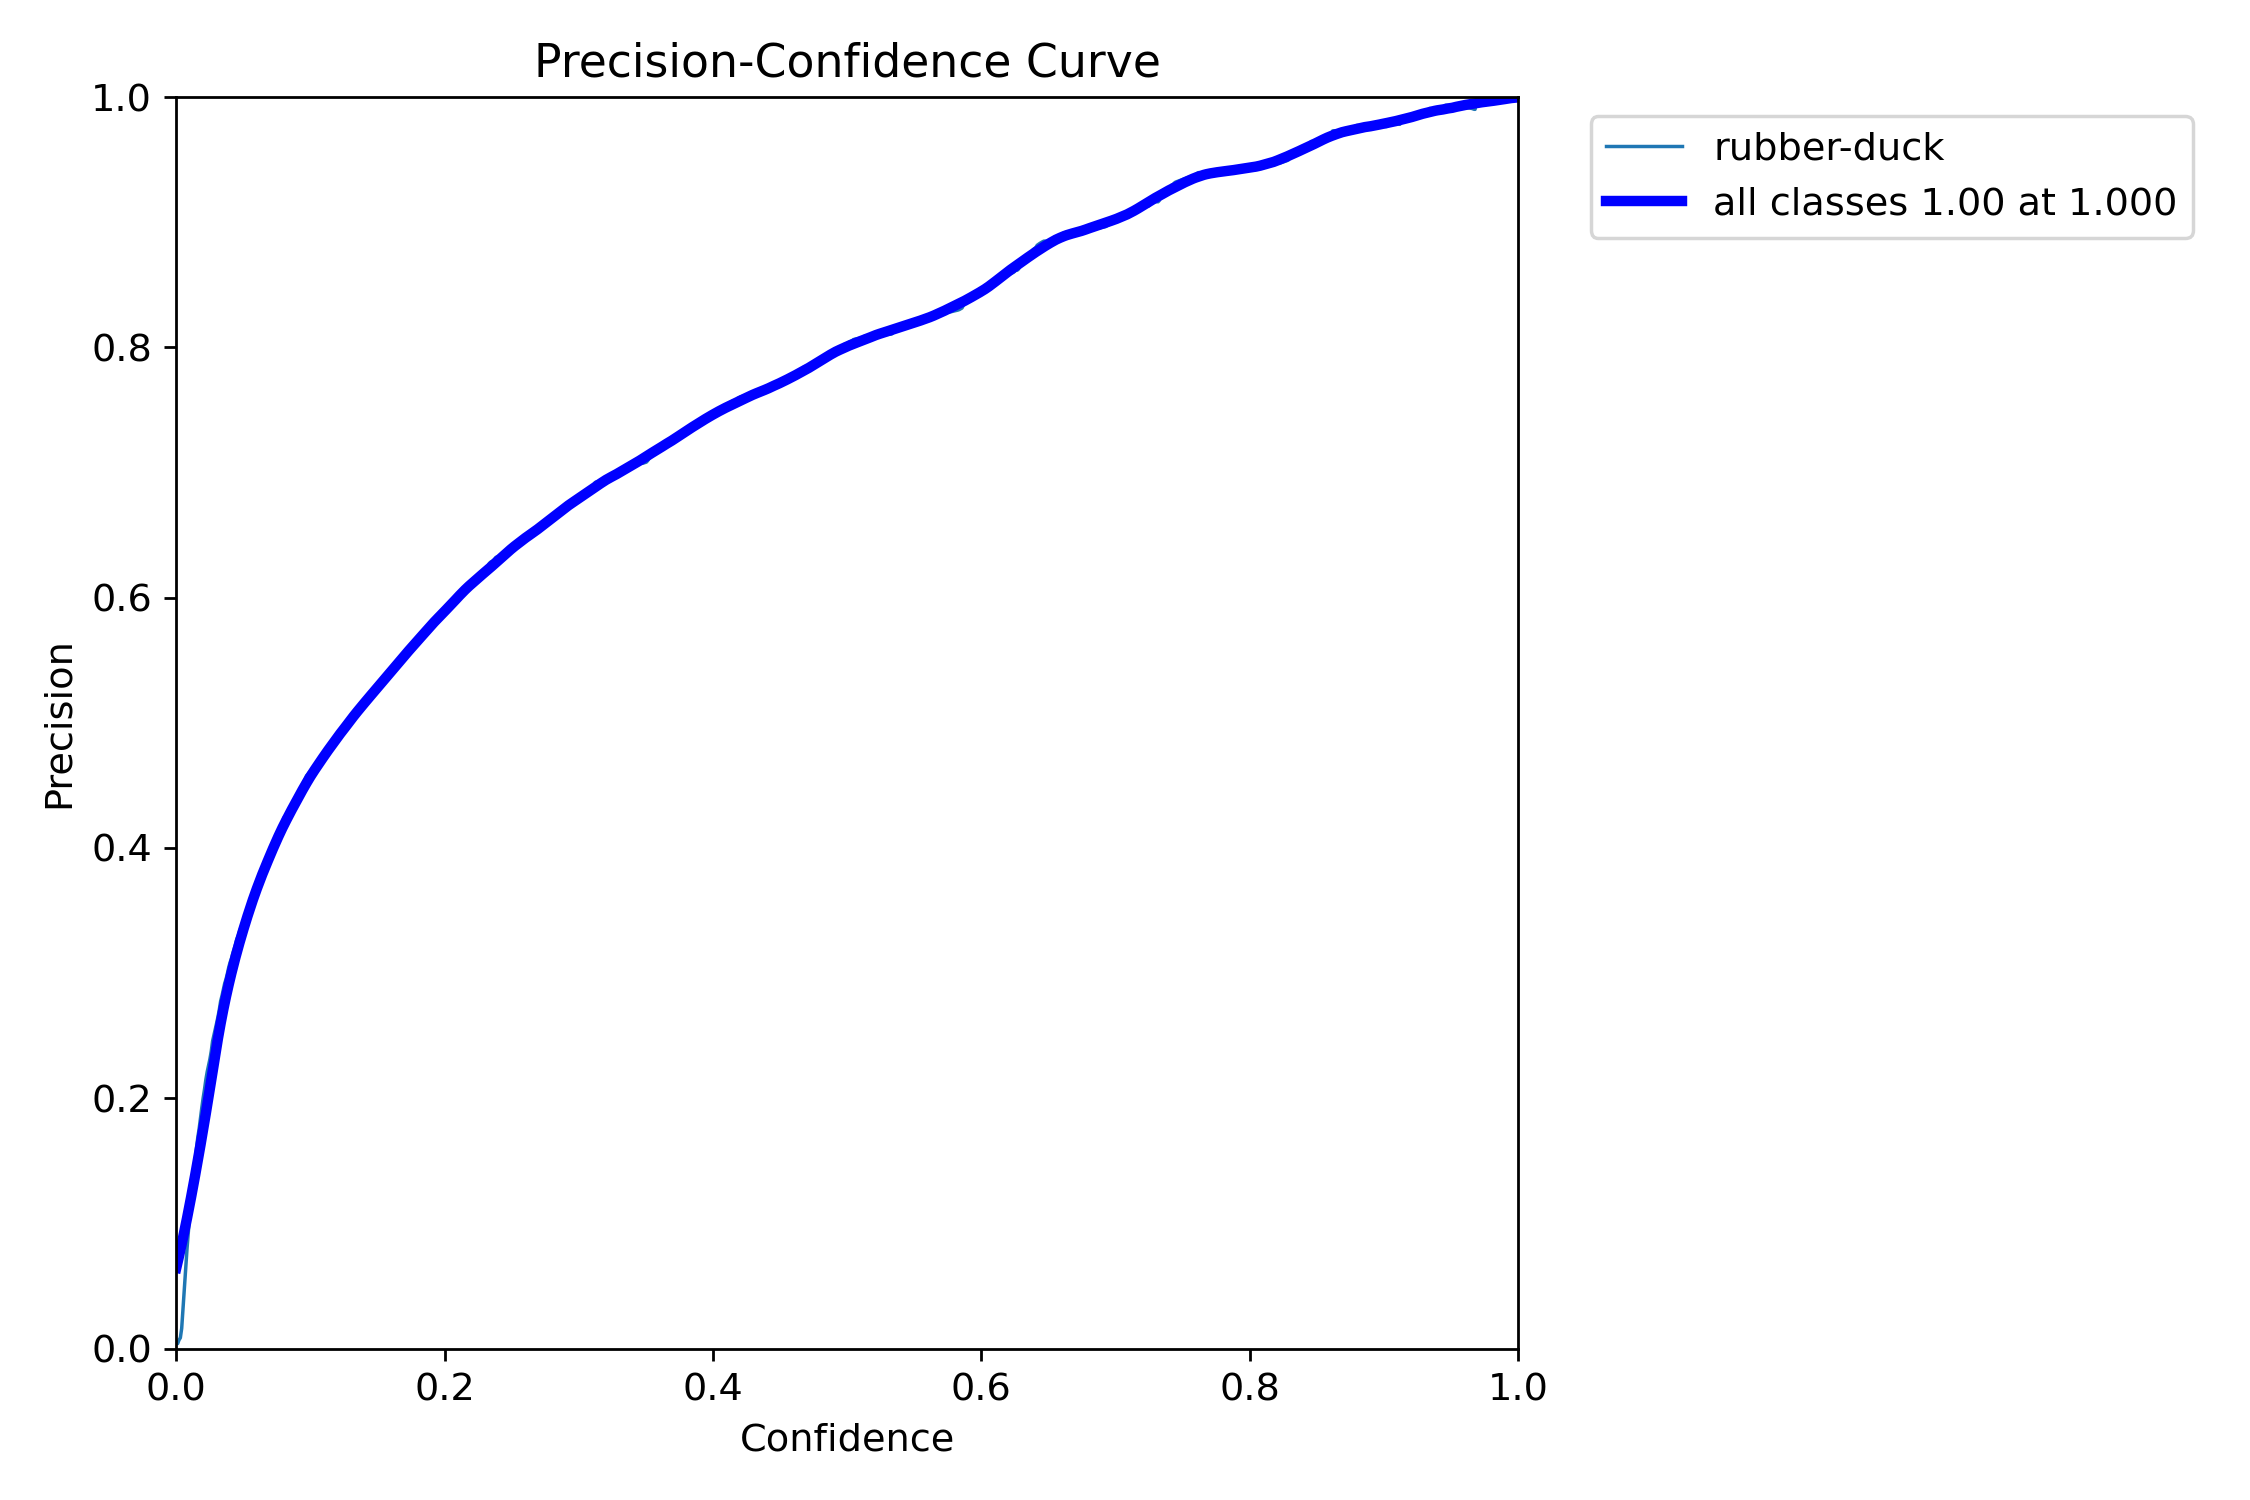 Precision-Confidence Curve
1.0
0.8
0.6
0.4
0.2
0.0
Precision
0.0 0.2 0.4 0.6 0.8 1.0
Confidence
rubber-duck
all classes 1.00 at 1.000